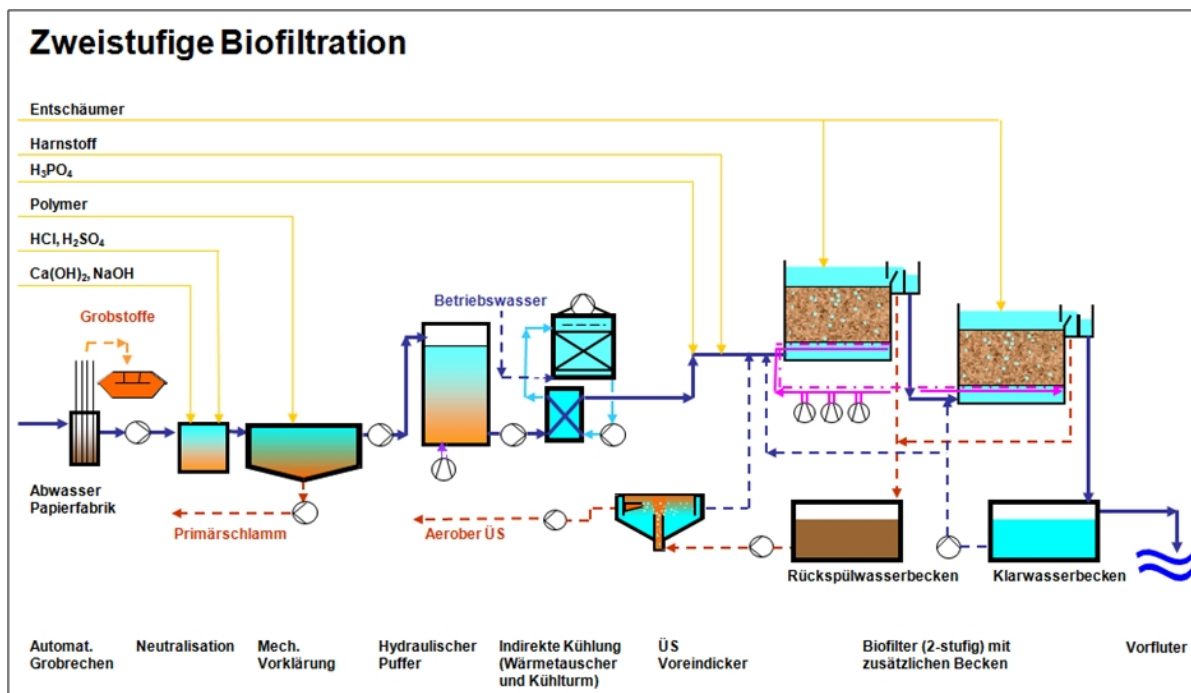 Zweistufige Biofiltration
Entschäumer
Harnstoff
H₃PO₄
Polymer
HCl, H₂SO₄
Ca(OH)₂, NaOH
Betriebswasser
Grobstoffe
Abwasser
Papierfabrik
Primärschlamm
Aerober ÜS
Rückspülwasserbecken
Klarwasserbecken
Automat.
Grobrechen
Neutralisation
Mech.
Vorklärung
Hydraulischer
Puffer
Indirekte Kühlung
(Wärmetauscher
und Kühlturm)
ÜS
Voreindicker
Biofilter (2-stufig) mit
zusätzlichen Becken
Vorfluter